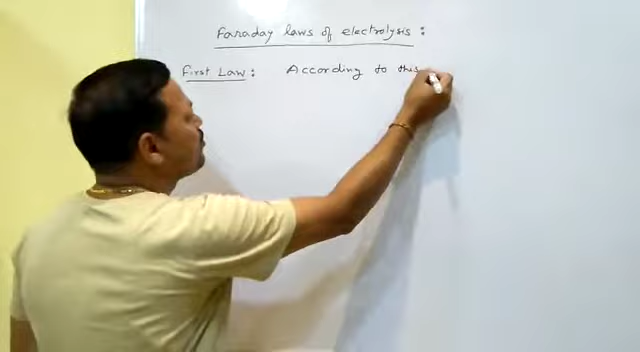 Faraday laws of electrolysis :
First Law : According to this